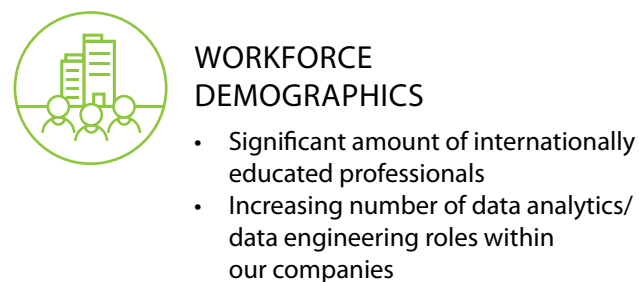 WORKFORCE
DEMOGRAPHICS
• Significant amount of internationally
educated professionals
• Increasing number of data analytics/
data engineering roles within
our companies